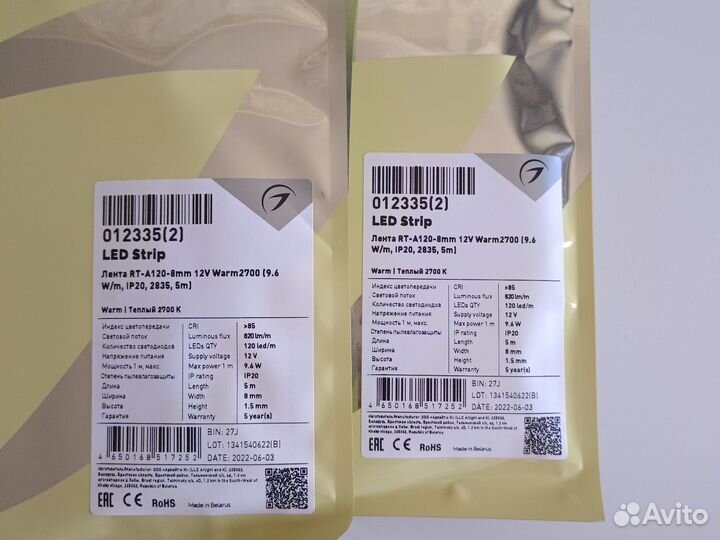 012335(2)
LED Strip
Лента RT-A120-8mm 12V Warm2700 (9.6
W/m, IP20, 2835, 5m)
Warm | Теплый 2700 K
Индекс цветопередачи CRI >85
Световой поток Luminous flux 820 lm/m
Количество светодиодов LEDs QTY 120 led/m
Напряжение питания Supply voltage 12 V
Мощность 1 м, макс. Max power 1 m 9.6 W
Степень пылевлагозащиты IP rating IP20
Длина Length 5 m
Ширина Width 8 mm
Высота Height 1.5 mm
Гарантия Warranty 5 year(s)
4 650168 517252
BIN: 27J
LOT: 1341540622(B)
DATE: 2022-06-03
EAC CE RoHS
Made in Belarus
012335(2)
LED Strip
Лента RT-A120-8mm 12V Warm2700 (9.6
W/m, IP20, 2835, 5m)
Warm | Теплый 2700 K
Индекс цветопередачи CRI >85
Световой поток Luminous flux 820 lm/m
Количество светодиодов LEDs QTY 120 led/m
Напряжение питания Supply voltage 12 V
Мощность 1 м, макс. Max power 1 m 9.6 W
Степень пылевлагозащиты IP rating IP20
Длина Length 5 m
Ширина Width 8 mm
Высота Height 1.5 mm
Гарантия Warranty 5 year(s)
4 650168 517252
BIN: 27J
LOT: 1341540622(B)
DATE: 2022-06-03
EAC CE RoHS
Made in Belarus
Avito